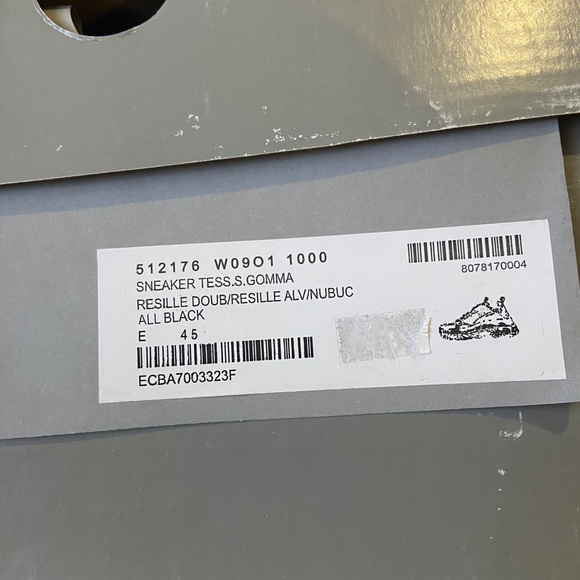 512176 W09O1 1000
SNEAKER TESS.S.GOMMA
RESILLE DOUB/RESILLE ALV/NUBUC
ALL BLACK
E 45
ECBA7003323F
8078170004